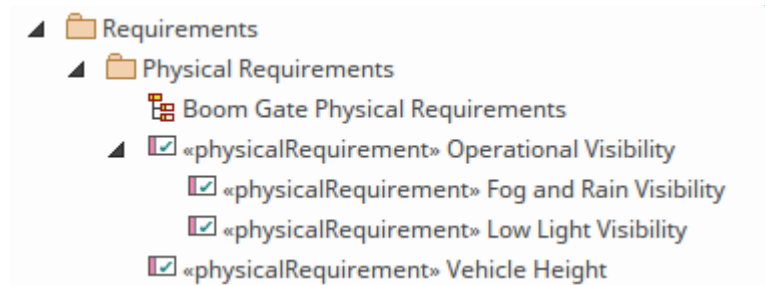 Requirements
Physical Requirements
Boom Gate Physical Requirements
«physicalRequirement» Operational Visibility
«physicalRequirement» Fog and Rain Visibility
«physicalRequirement» Low Light Visibility
«physicalRequirement» Vehicle Height